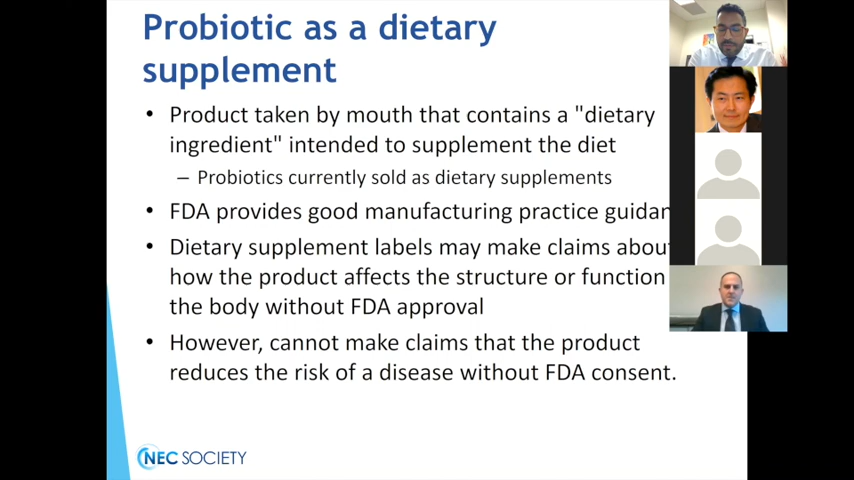 Probiotic as a dietary
supplement
• Product taken by mouth that contains a "dietary
ingredient" intended to supplement the diet
– Probiotics currently sold as dietary supplements
• FDA provides good manufacturing practice guidan
• Dietary supplement labels may make claims abou
how the product affects the structure or function
the body without FDA approval
• However, cannot make claims that the product
reduces the risk of a disease without FDA consent.
NEC SOCIETY